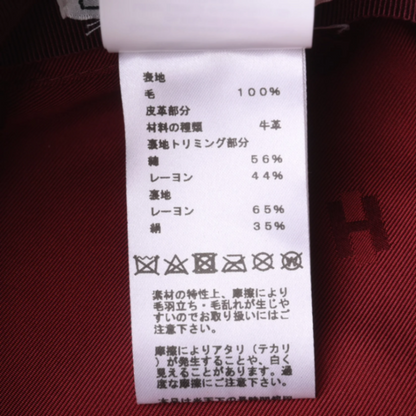 表地
毛 100%
皮革部分
材料の種類 牛革
裏地トリミング部分
綿 56%
レーヨン 44%
裏地
レーヨン 65%
絹 35%
素材の特性上、摩擦により
毛羽立ち・毛乱れが生じや
すいのでお取り扱いにはご
注意下さい。
摩擦によりアタリ(テカリ
)が発生することや、白く
見えることがあります。過
度な摩擦にご注意下さい。